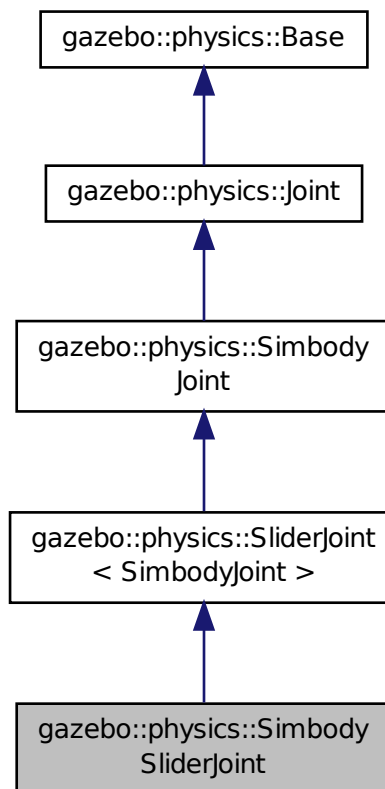 gazebo::physics::Base
gazebo::physics::Joint
gazebo::physics::Simbody
Joint
gazebo::physics::SliderJoint
< SimbodyJoint >
gazebo::physics::Simbody
SliderJoint